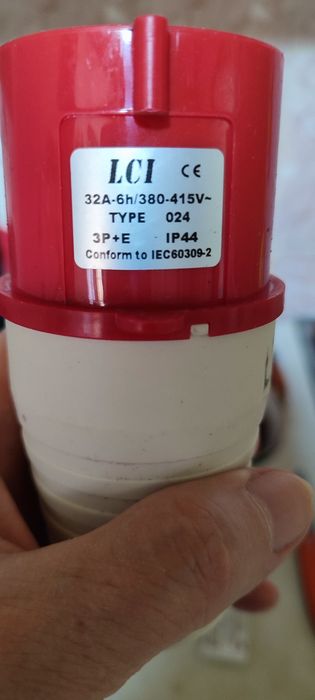 LCI CE
32A-6h/380-415V~
TYPE 024
3P+E IP44
Conform to IEC60309-2